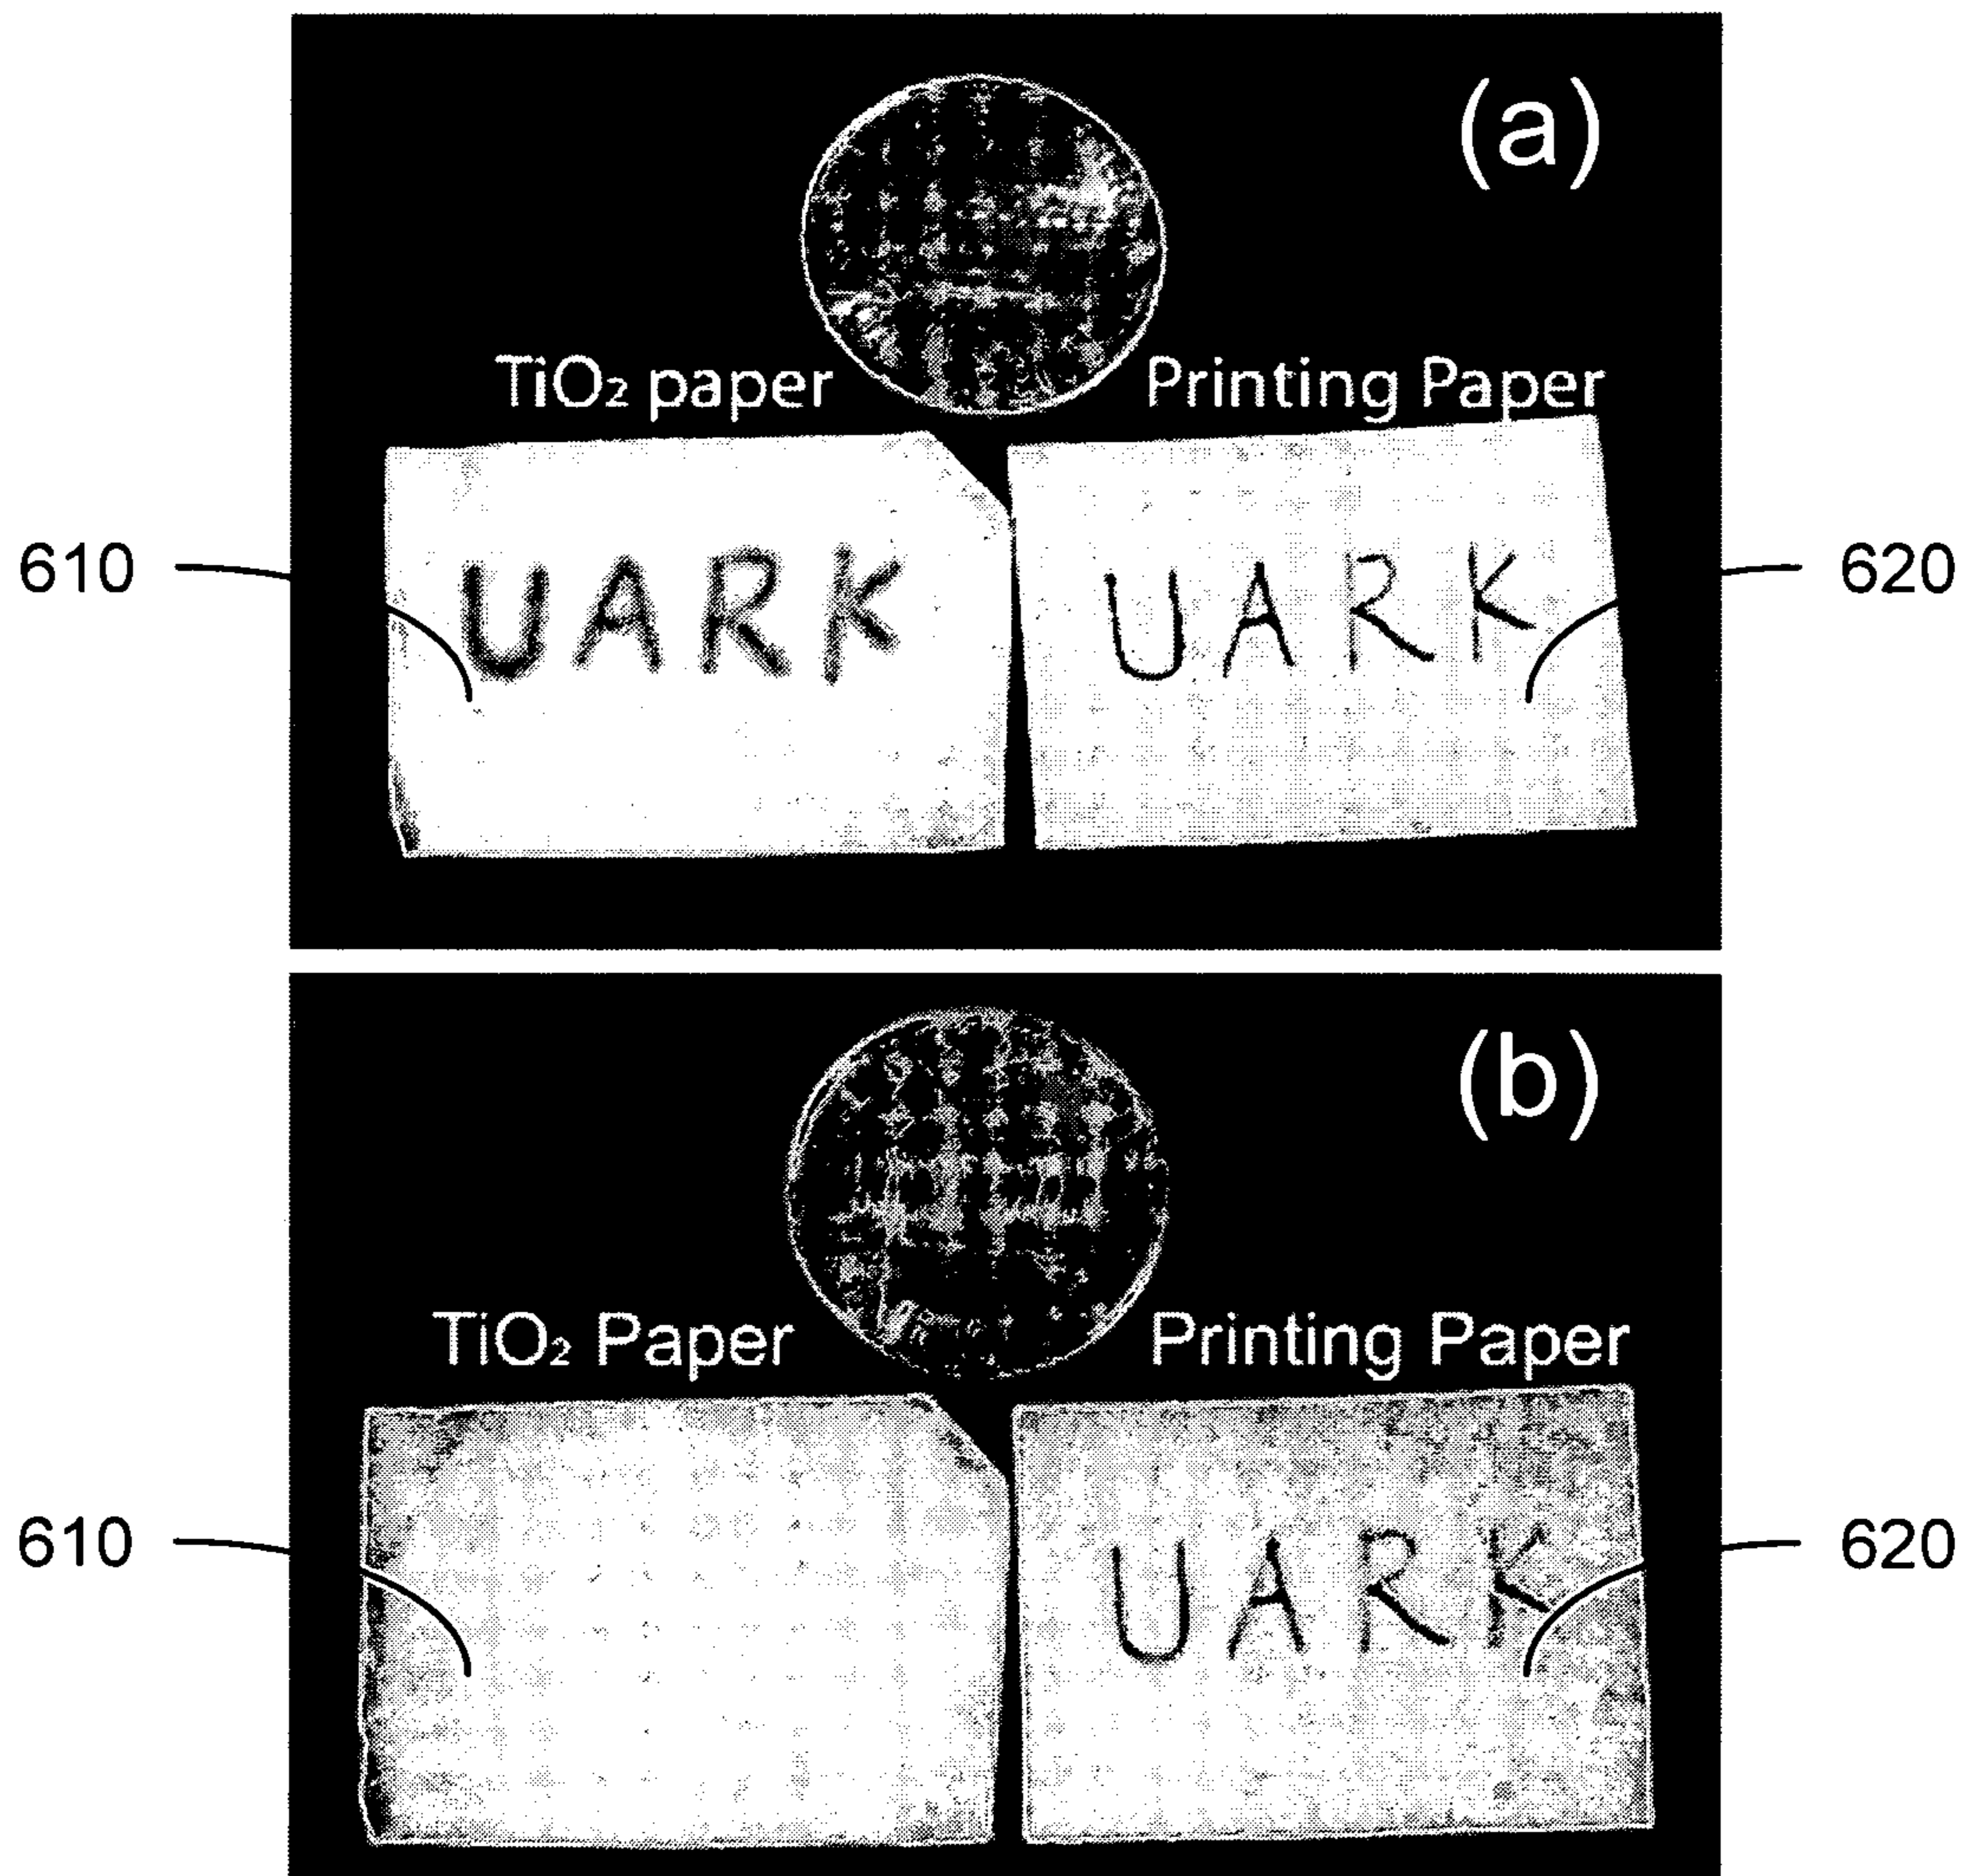 (a)
TiO₂ paper Printing Paper
610 UARK UARK 620
(b)
TiO₂ Paper Printing Paper
610 UARK 620